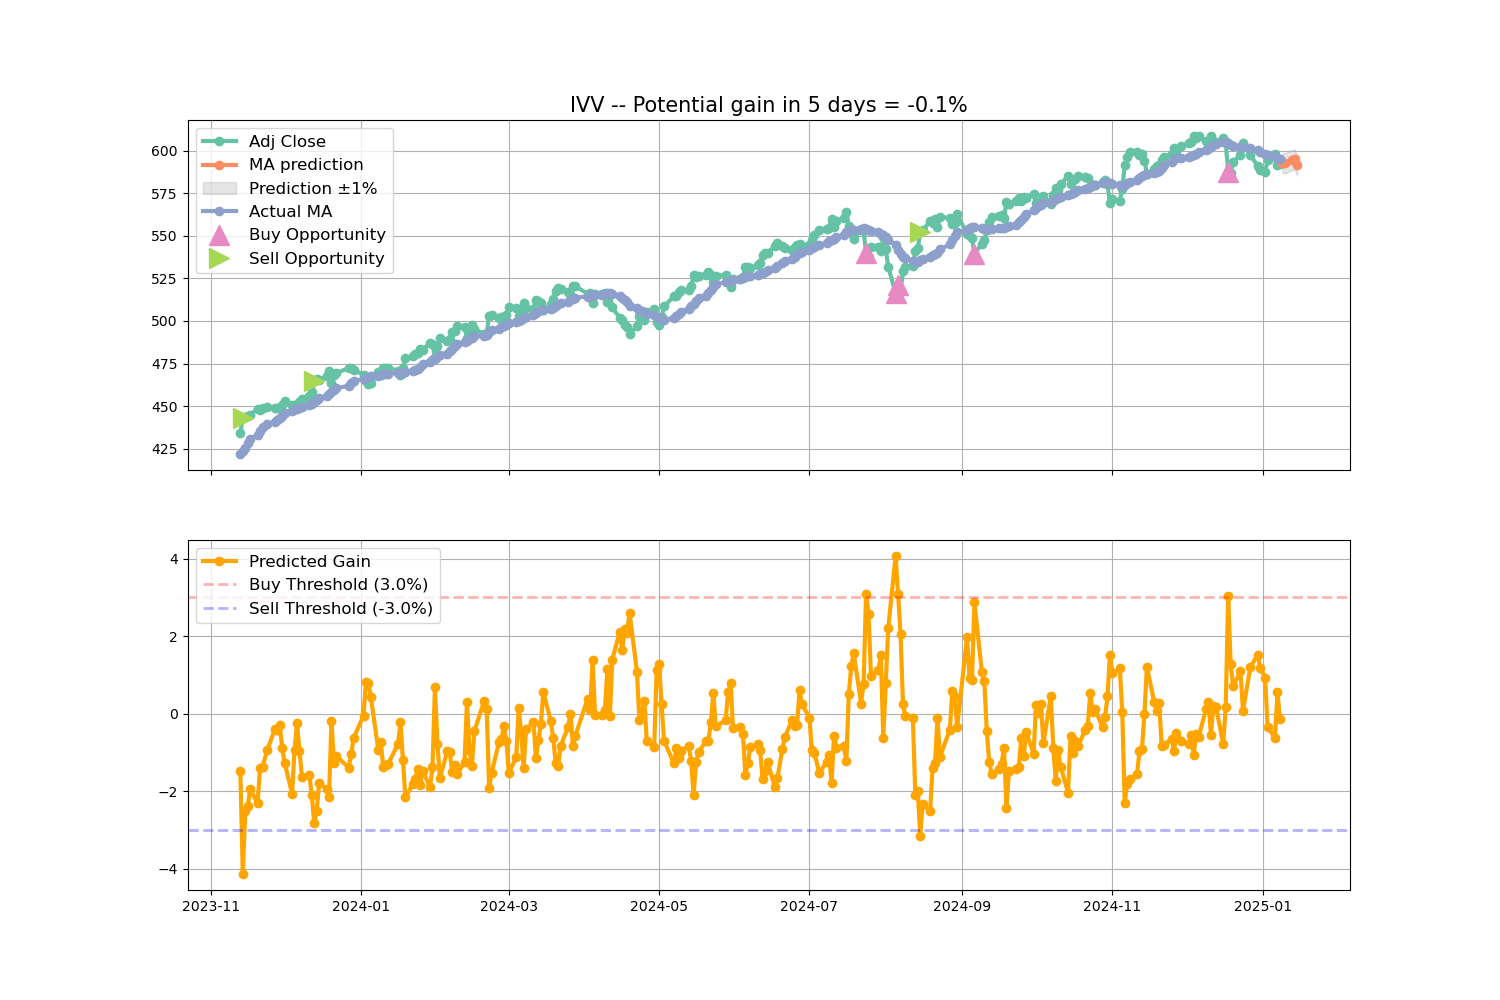 IVV -- Potential gain in 5 days = -0.1%
600
575
550
525
500
475
450
425
Adj Close
MA prediction
Prediction ±1%
Actual MA
Buy Opportunity
Sell Opportunity
4
2
0
−2
−4
Predicted Gain
Buy Threshold (3.0%)
Sell Threshold (-3.0%)
2023-11 2024-01 2024-03 2024-05 2024-07 2024-09 2024-11 2025-01